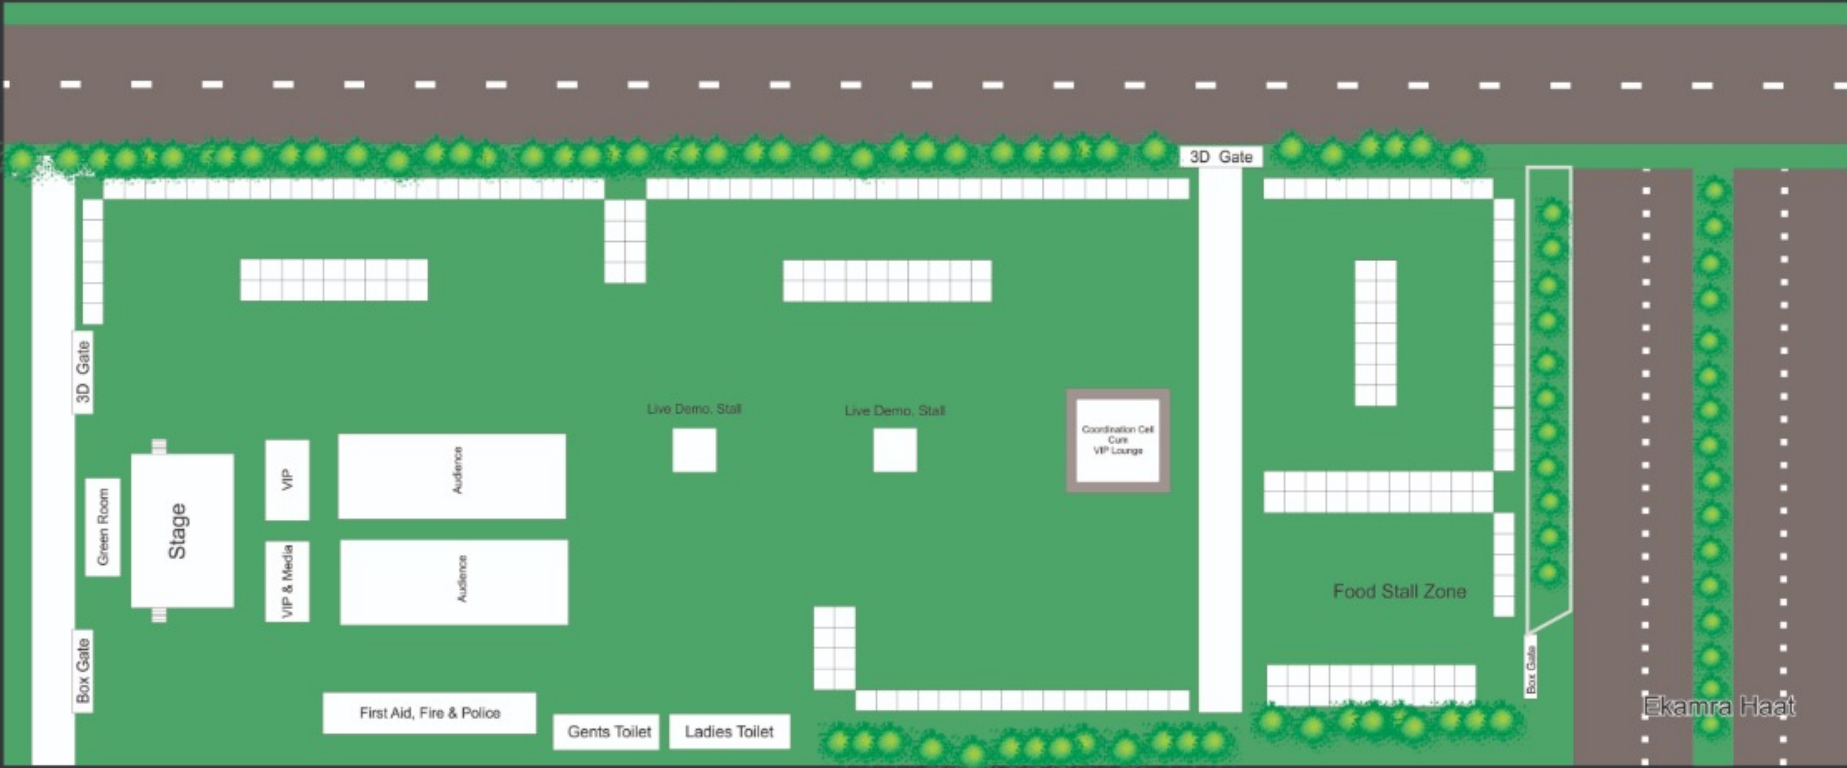 3D Gate
3D Gate
Live Demo. Stall
Live Demo. Stall
Coordination Cell
Cum
VIP Lounge
Green Room
Stage
VIP
Audience
VIP & Media
Audience
Food Stall Zone
Box Gate
Box Gate
Ekamra Haat
First Aid, Fire & Police
Gents Toilet
Ladies Toilet